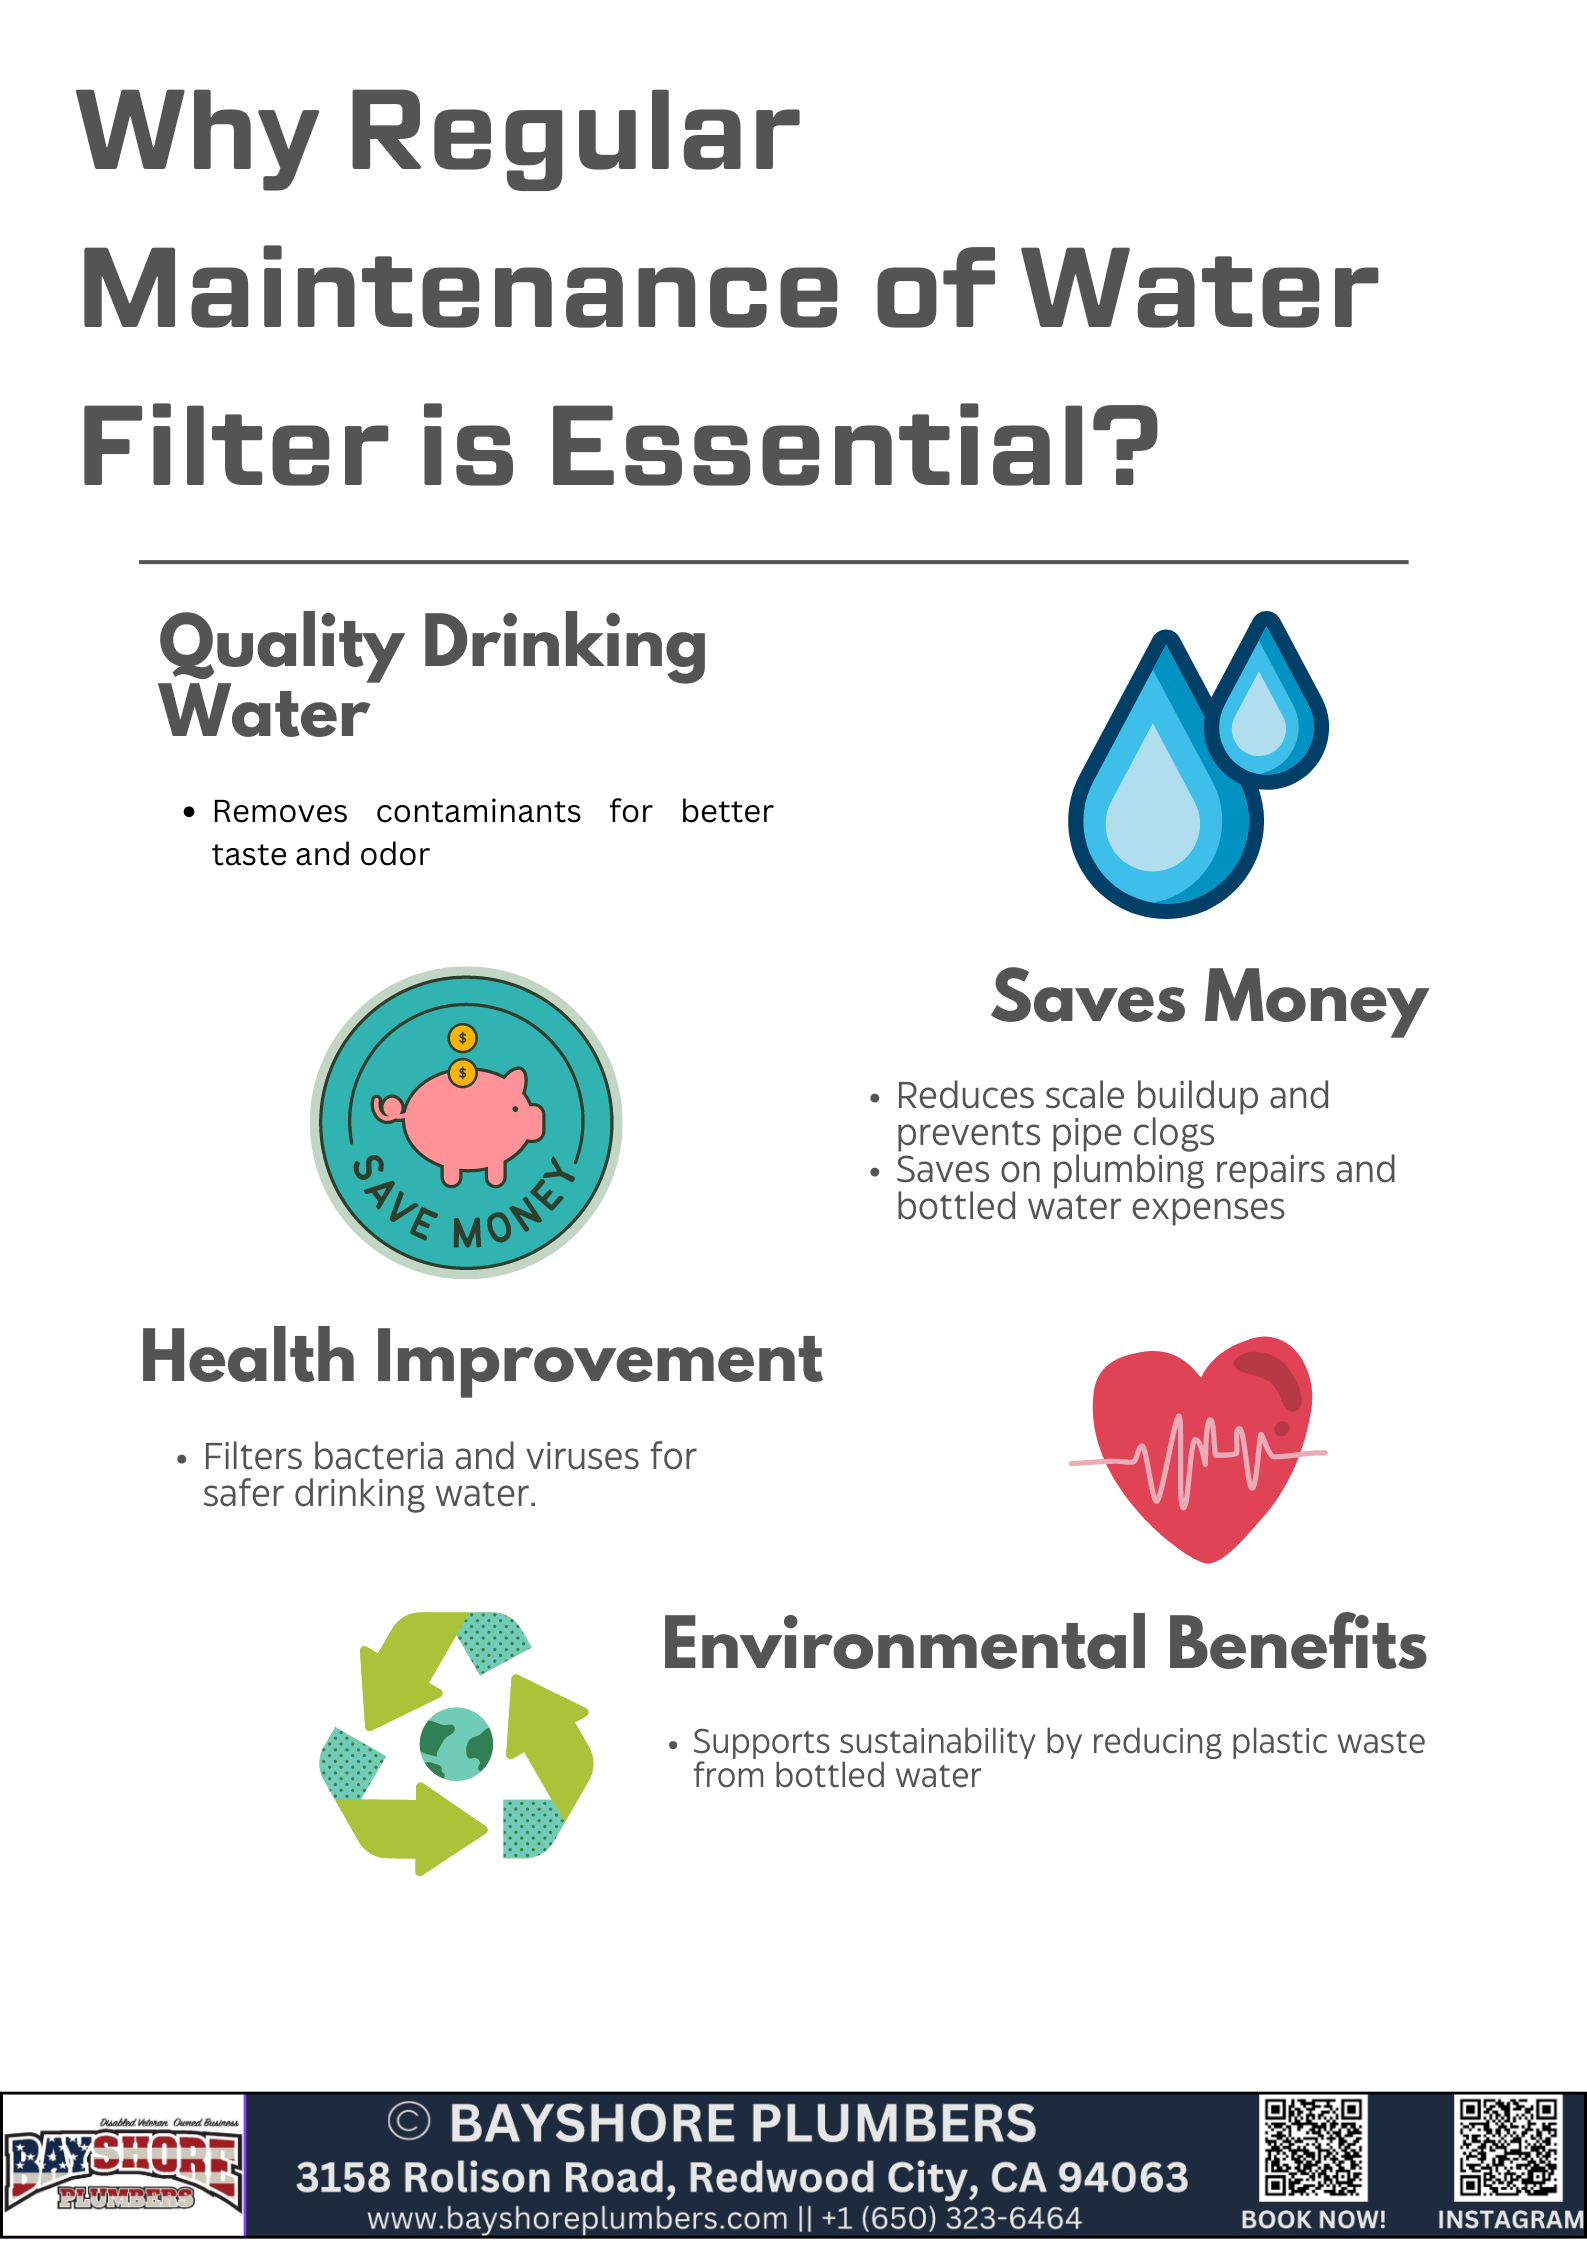 Why Regular
Maintenance of Water
Filter is Essential?
Quality Drinking
Water
• Removes contaminants for better
taste and odor
$
$
SAVE MONEY
Saves Money
• Reduces scale buildup and
prevents pipe clogs
• Saves on plumbing repairs and
bottled water expenses
Health Improvement
• Filters bacteria and viruses for
safer drinking water.
Environmental Benefits
• Supports sustainability by reducing plastic waste
from bottled water
Disabled Veteran Owned Business
BAYSHORE
PLUMBERS
© BAYSHORE PLUMBERS
3158 Rolison Road, Redwood City, CA 94063
www.bayshoreplumbers.com || +1 (650) 323-6464
BOOK NOW!
INSTAGRAM